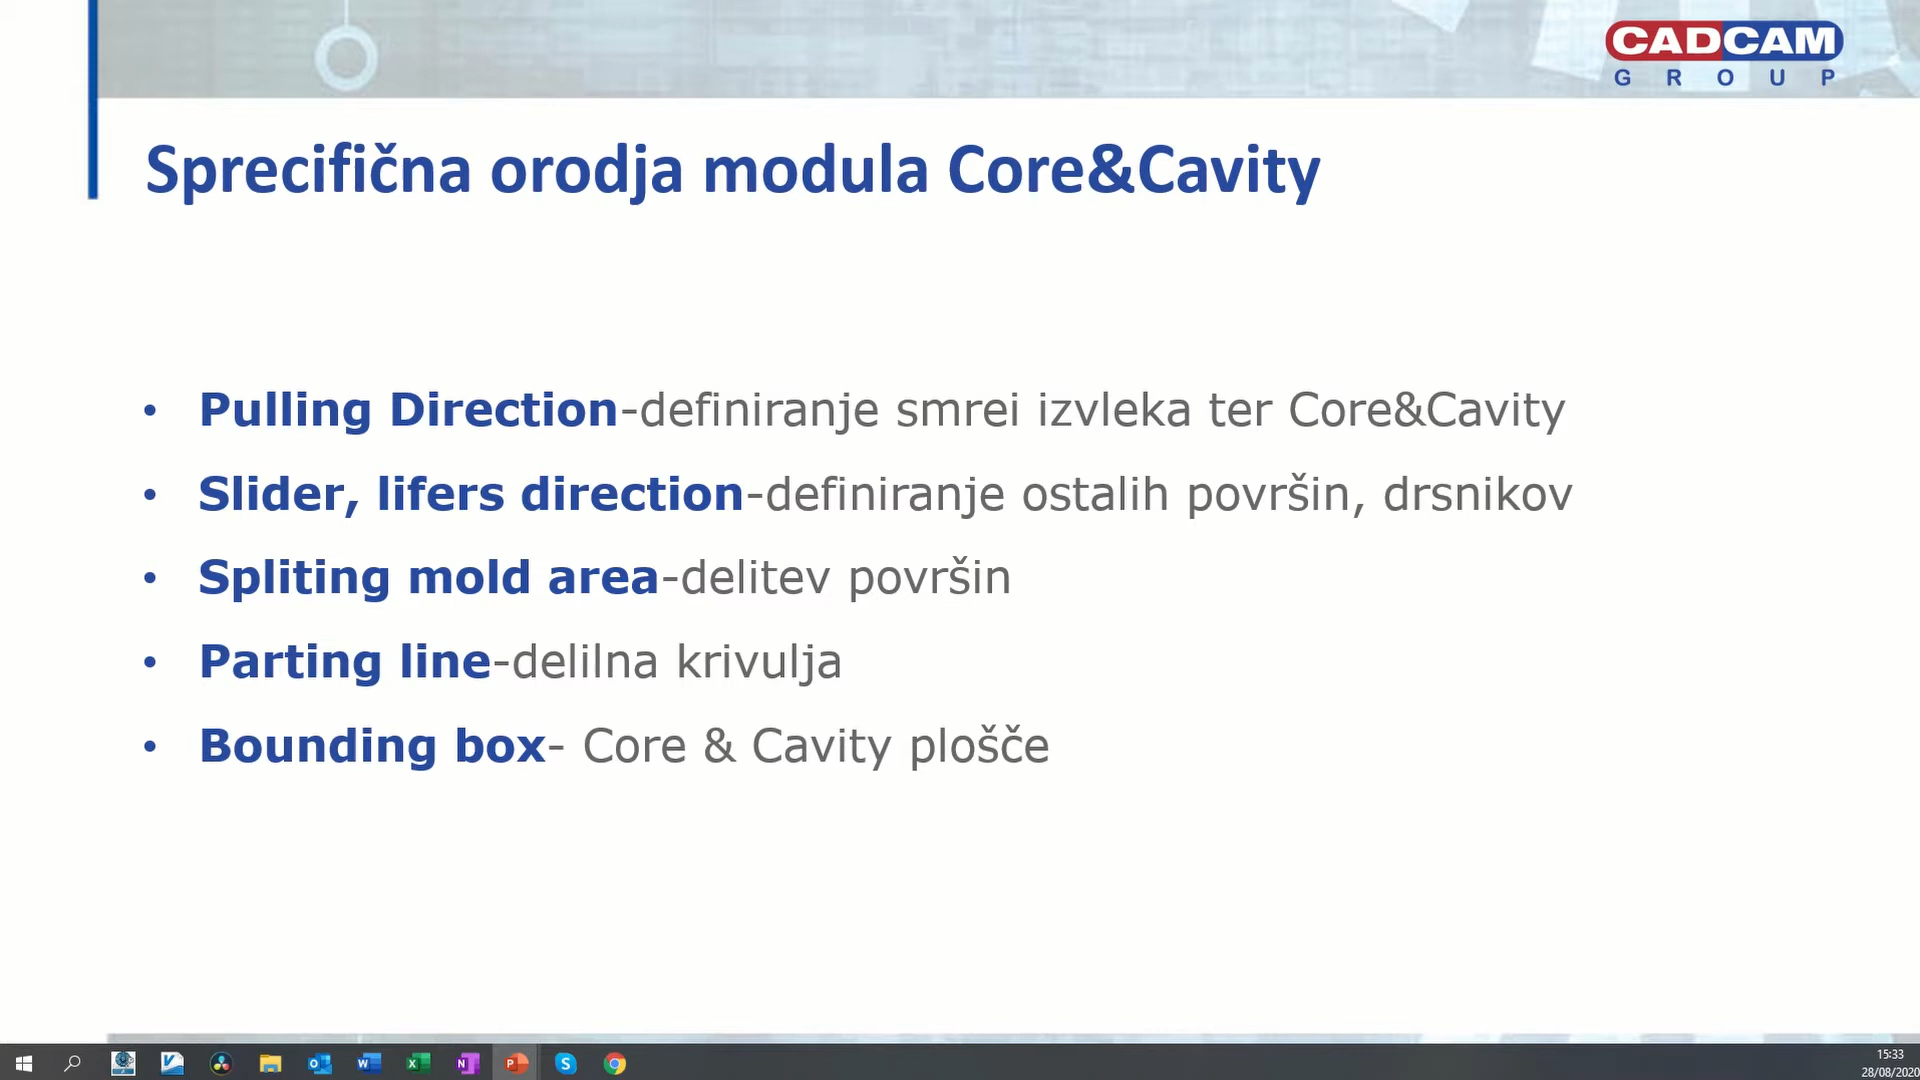 CADCAM
GROUP
Sprecifična orodja modula Core&Cavity
• Pulling Direction-definiranje smrei izvleka ter Core&Cavity
• Slider, lifers direction-definiranje ostalih površin, drsnikov
• Spliting mold area-delitev površin
• Parting line-delilna krivulja
• Bounding box- Core & Cavity plošče
15:33
28/08/2020